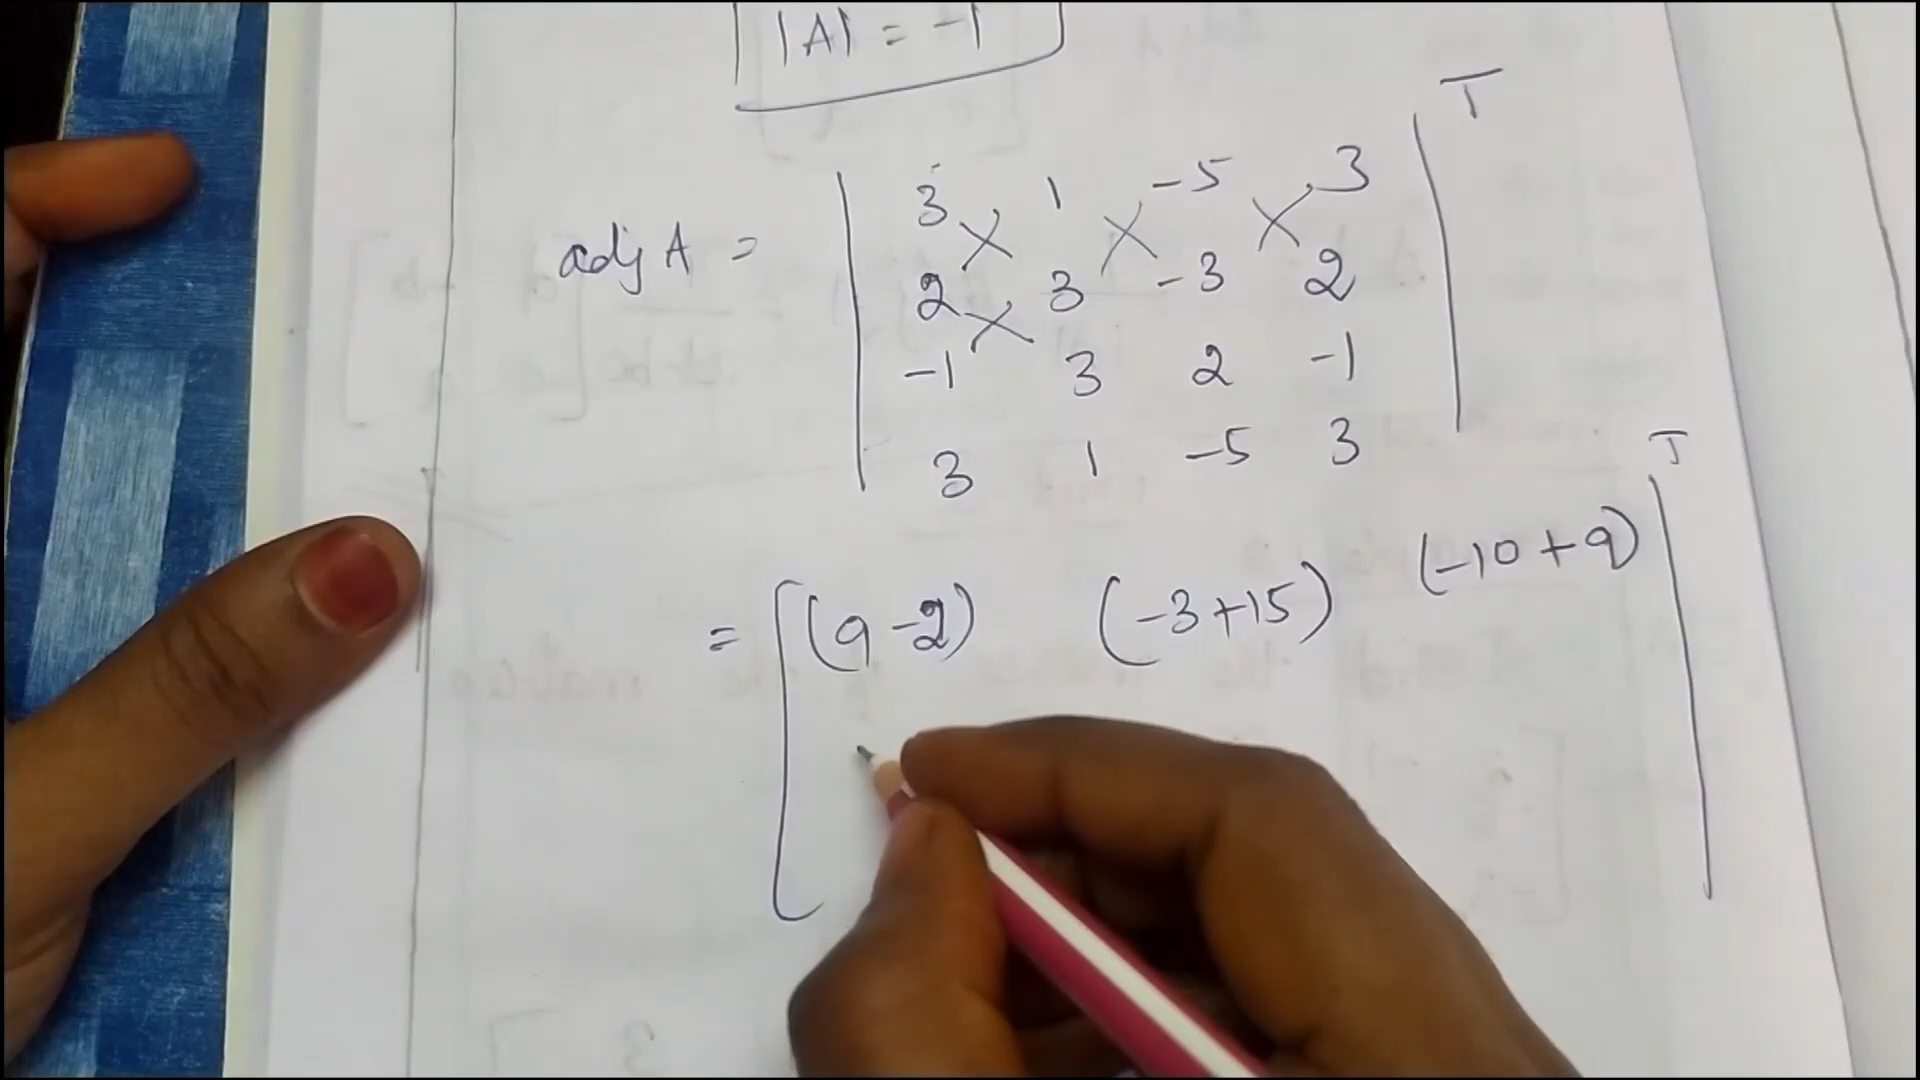 |A| = -1
T
adj A = | 3 1 -5 3 |
2 3 -3 2
-1 3 2 -1
3 1 -5 3
T
= [ (9 -2) (-3+15) (-10+9) |